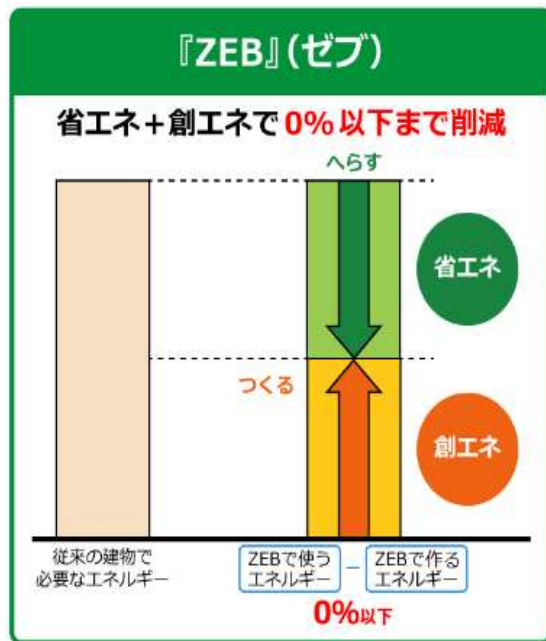 『ZEB』(ゼブ)
省エネ+創エネで0%以下まで削減
へらす
省エネ
つくる
創エネ
従来の建物で
必要なエネルギー
ZEBで使う
エネルギー
−
ZEBで作る
エネルギー
0%以下